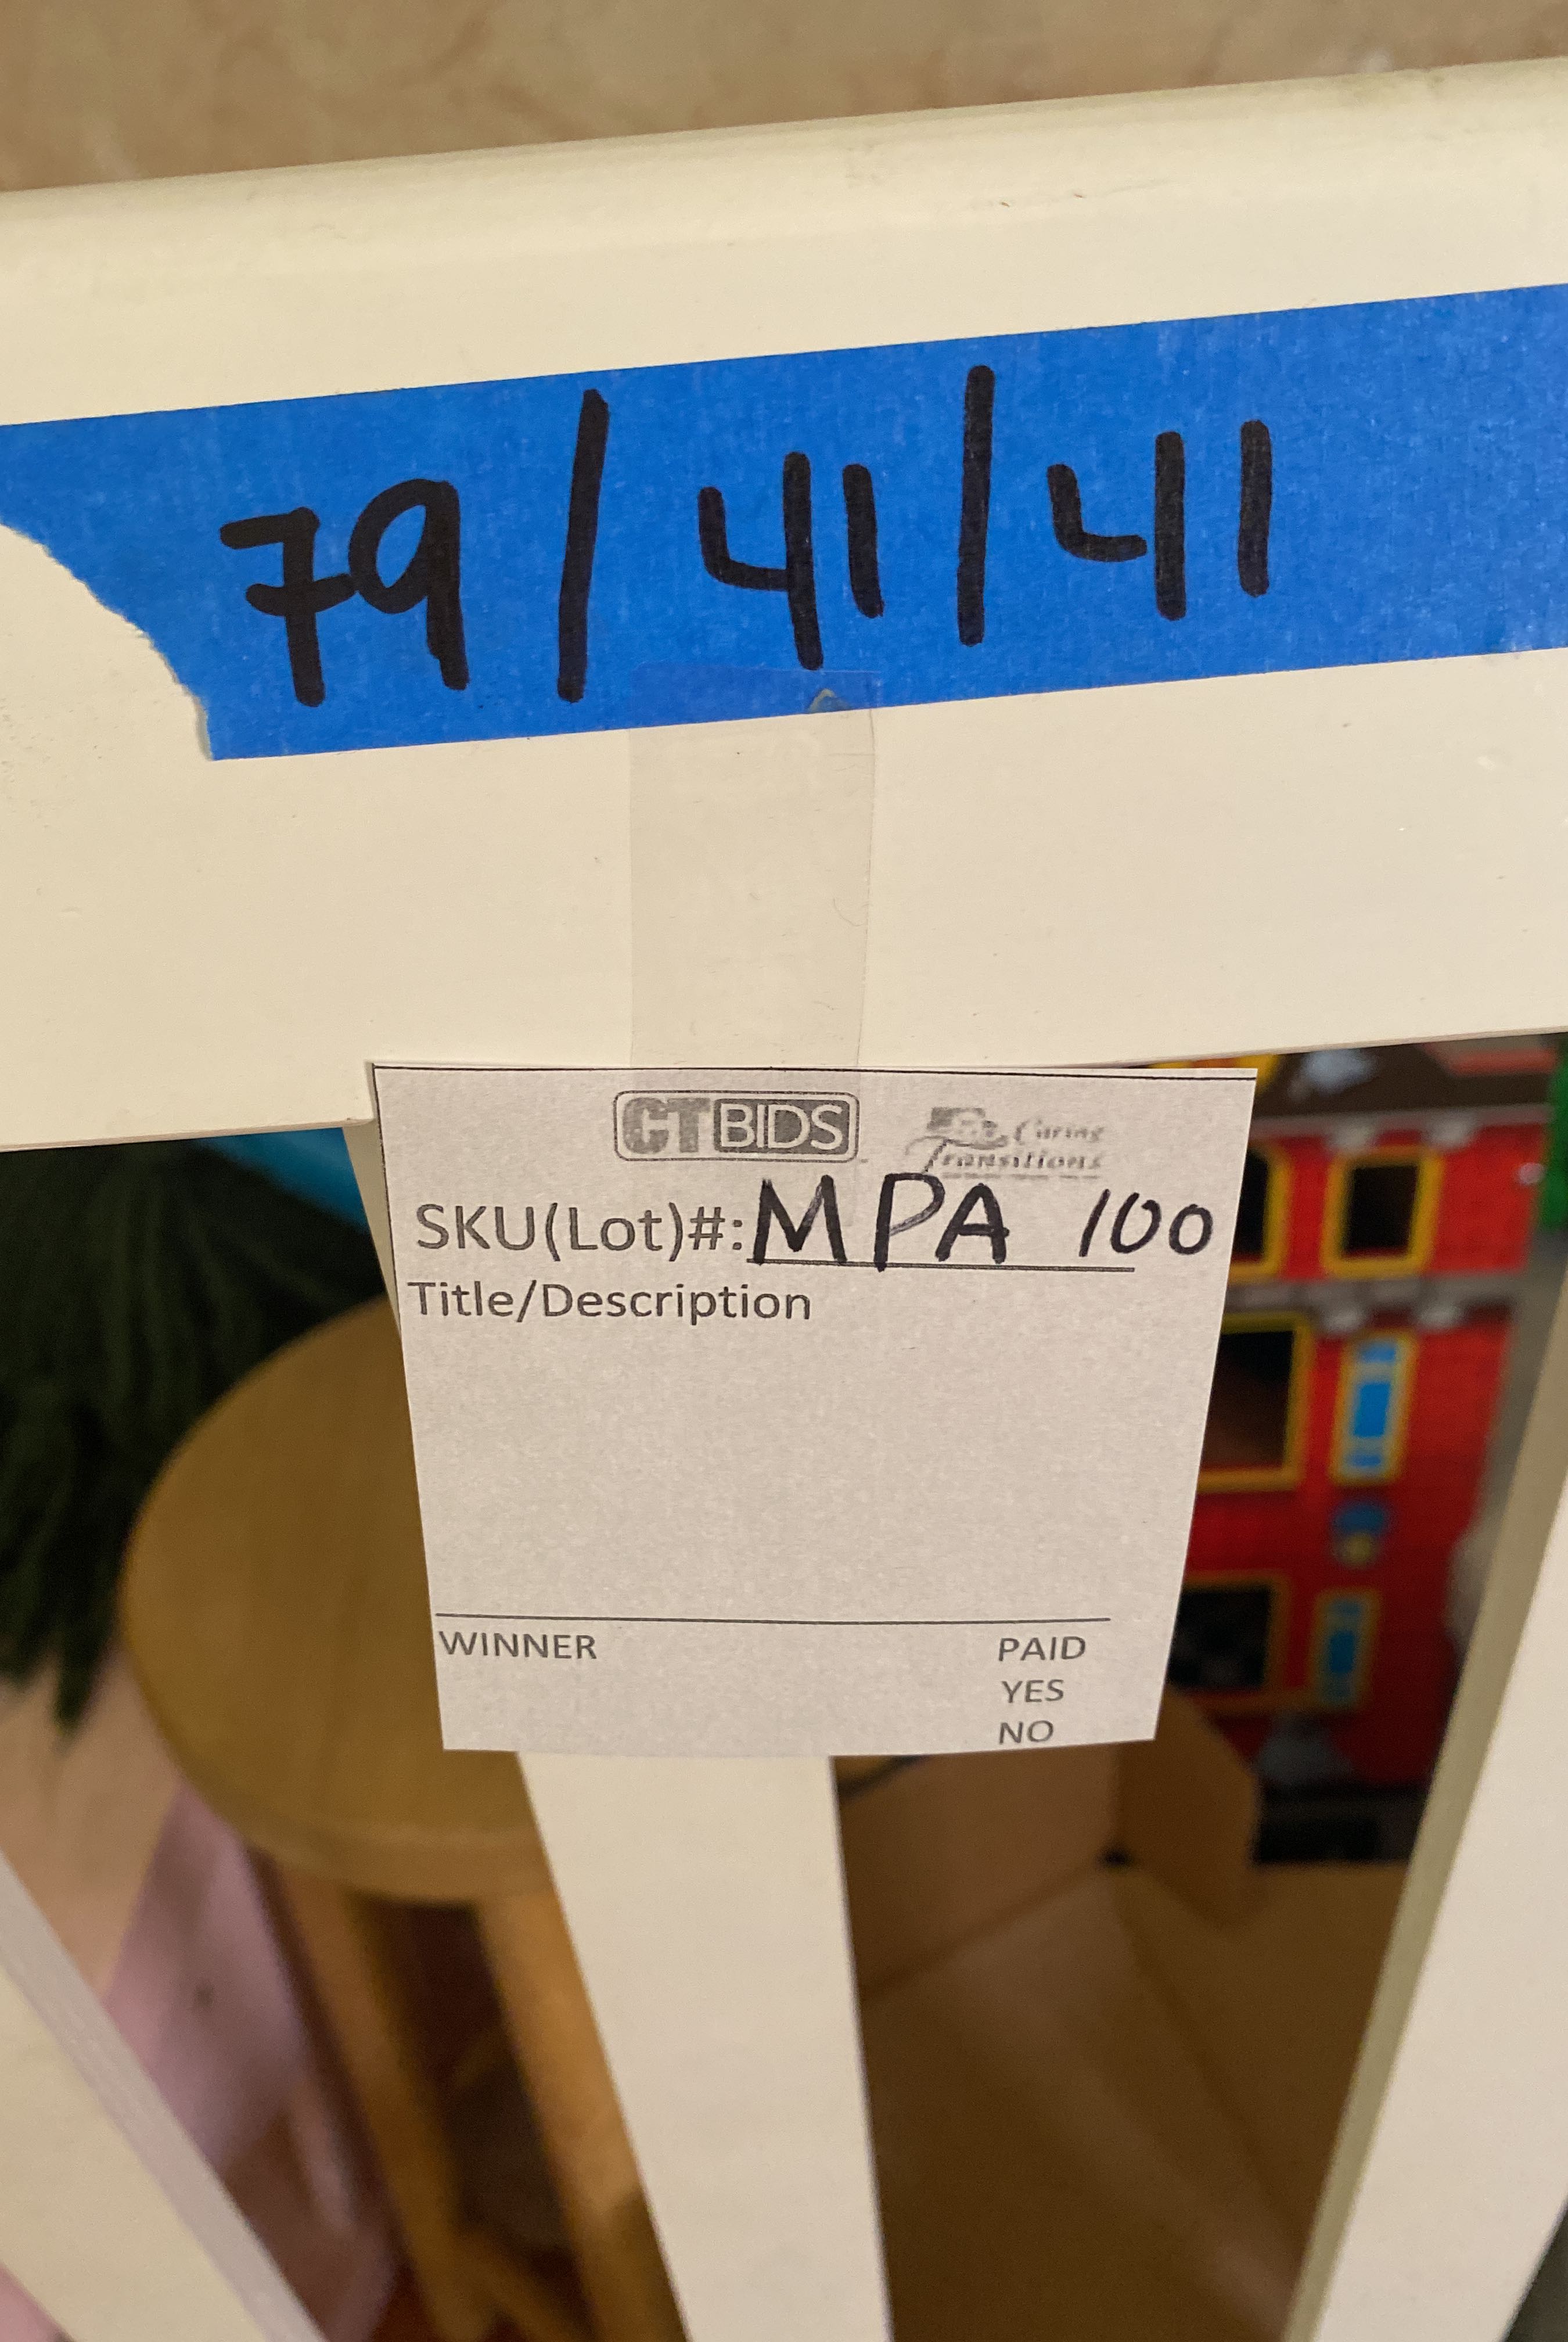 79/41/41
CTBIDS Caring
Transitions
SKU(Lot)#: MPA 100
Title/Description
WINNER PAID
YES
NO